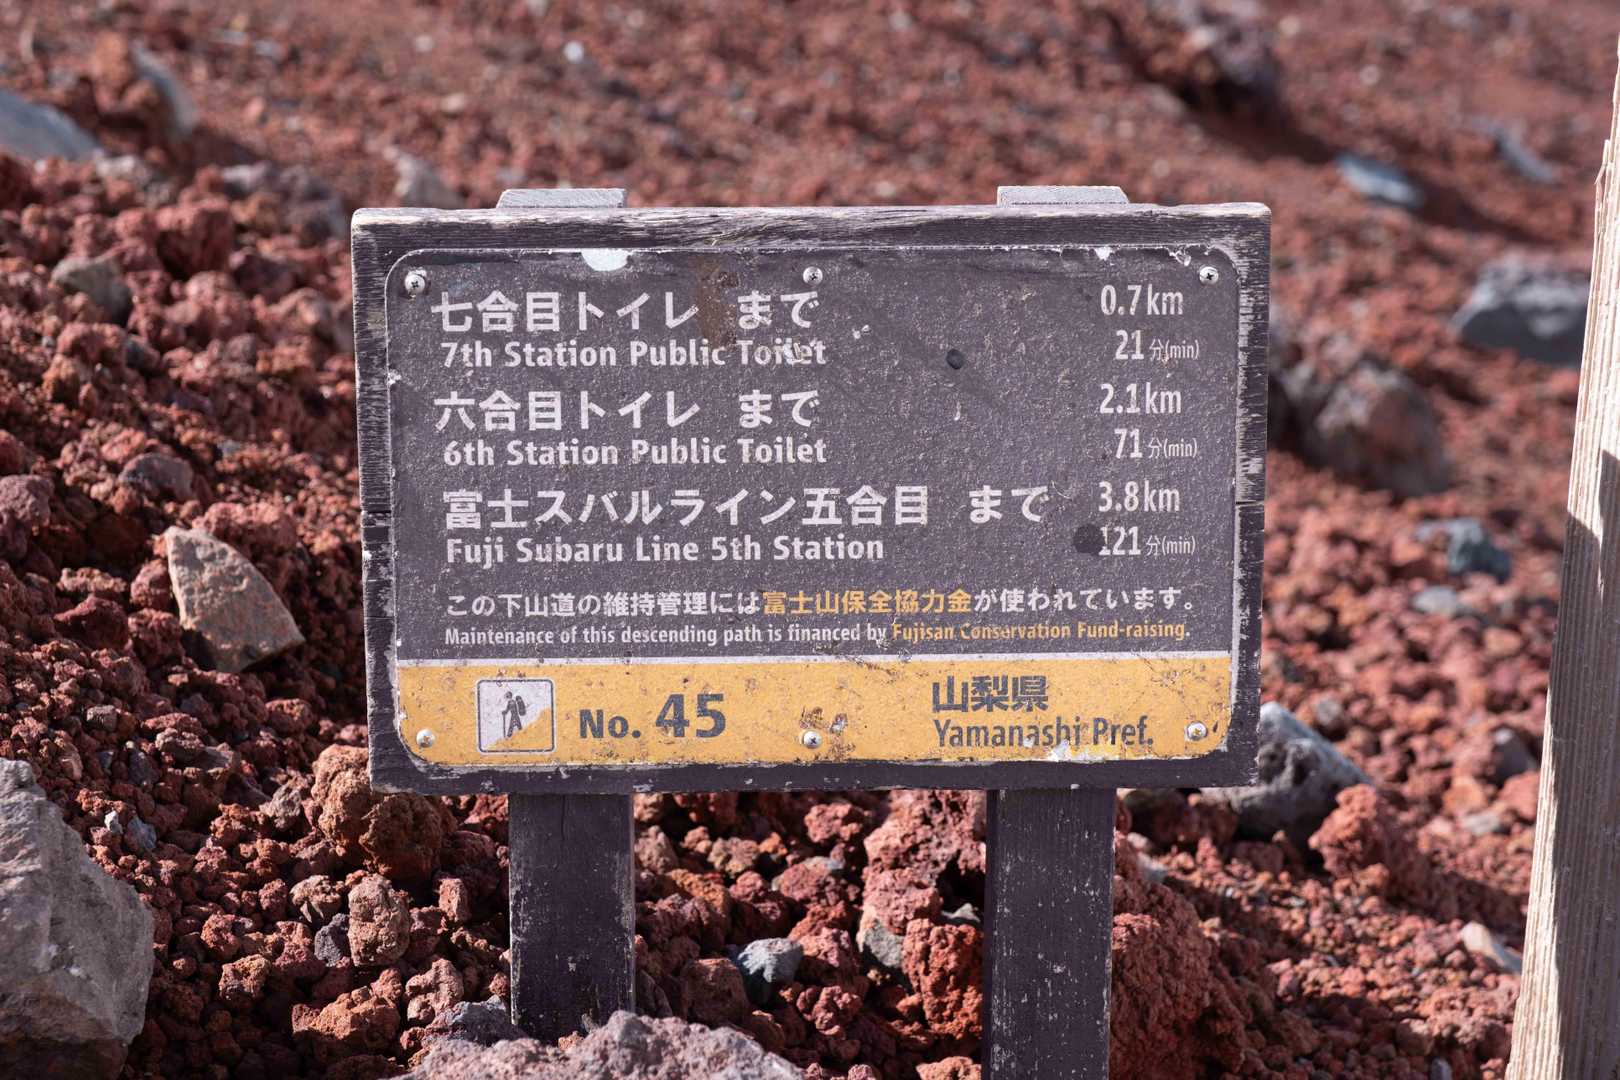 七合目トイレ まで 0.7km
7th Station Public Toilet 21分(min)
六合目トイレ まで 2.1km
6th Station Public Toilet 71分(min)
富士スバルライン五合目 まで 3.8km
Fuji Subaru Line 5th Station 121分(min)
この下山道の維持管理には富士山保全協力金が使われています。
Maintenance of this descending path is financed by Fujisan Conservation Fund-raising.
No. 45
山梨県
Yamanashi Pref.